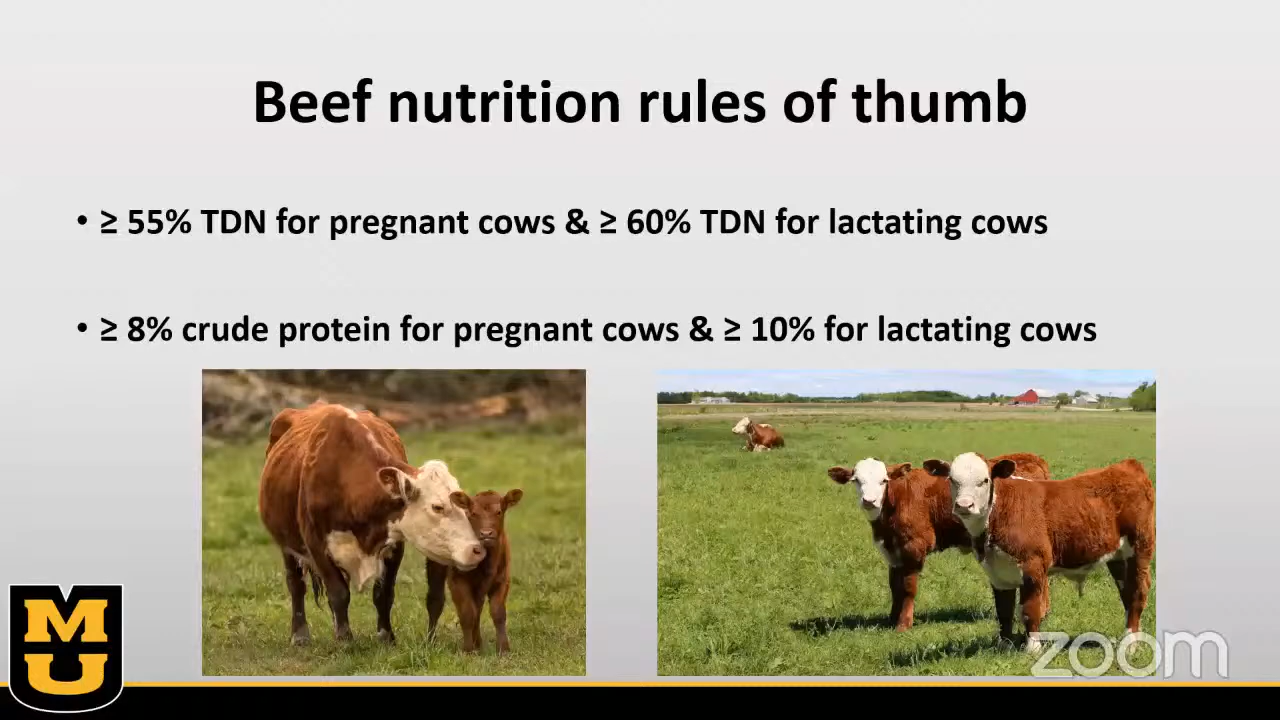 Beef nutrition rules of thumb
• ≥ 55% TDN for pregnant cows & ≥ 60% TDN for lactating cows
• ≥ 8% crude protein for pregnant cows & ≥ 10% for lactating cows
MU
zoom